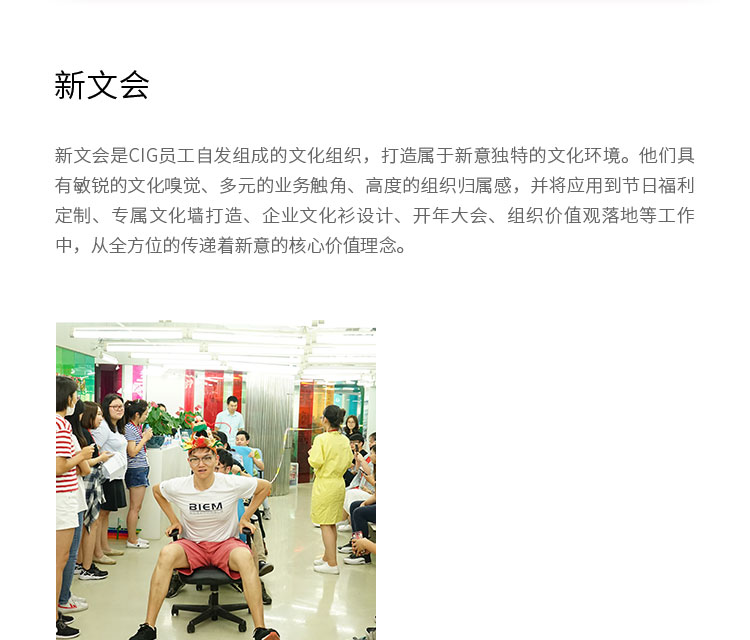 新文会
新文会是CIG员工自发组成的文化组织，打造属于新意独特的文化环境。他们具
有敏锐的文化嗅觉、多元的业务触角、高度的组织归属感，并将应用到节日福利
定制、专属文化墙打造、企业文化衫设计、开年大会、组织价值观落地等工作
中，从全方位的传递着新意的核心价值理念。
BIEM